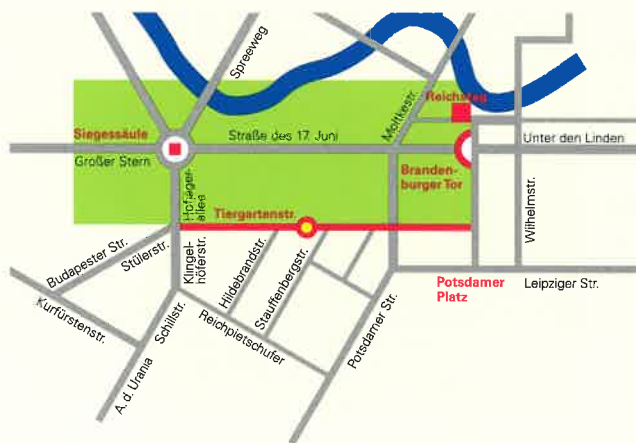 Spreeweg
Moltkestr.
Reichstag
Siegessäule
Großer Stern
Straße des 17. Juni
Unter den Linden
Branden-
burger Tor
Hofjäger-
allee
Tiergartenstr.
Wilhelmstr.
Budapester Str.
Stülerstr.
Klingel-
höferstr.
Hildebrandstr.
Stauffenbergstr.
Potsdamer
Platz
Leipziger Str.
Kurfürstenstr.
Schillstr.
Reichpietschufer
Potsdamer Str.
A. d. Urania